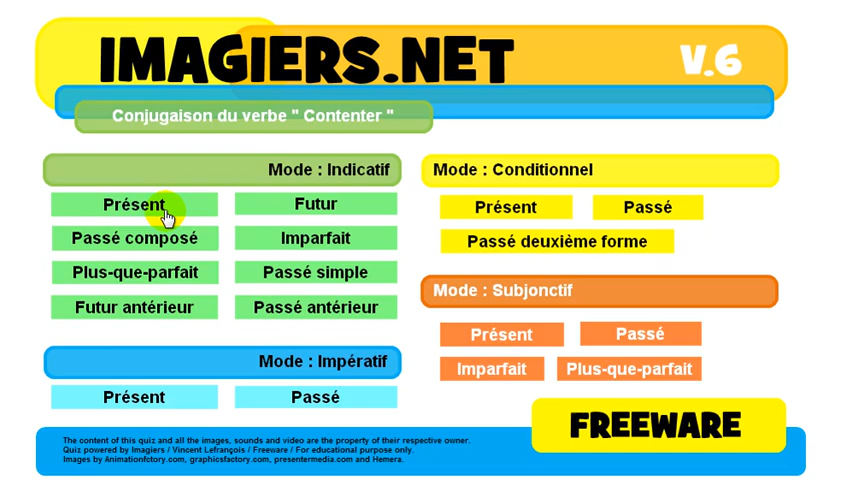 IMAGIERS.NET
V.6
Conjugaison du verbe " Contenter "
Mode : Indicatif
Présent
Futur
Passé composé
Imparfait
Plus-que-parfait
Passé simple
Futur antérieur
Passé antérieur
Mode : Impératif
Présent
Passé
Mode : Conditionnel
Présent
Passé
Passé deuxième forme
Mode : Subjonctif
Présent
Passé
Imparfait
Plus-que-parfait
FREEWARE
The content of this quiz and all the images, sounds and video are the property of their respective owner.
Quiz powered by Imagiers / Vincent Lefrançois / Freeware / For educational purpose only.
Images by Animationfctory.com, graphicsfactory.com, presentermedia.com and Hemera.